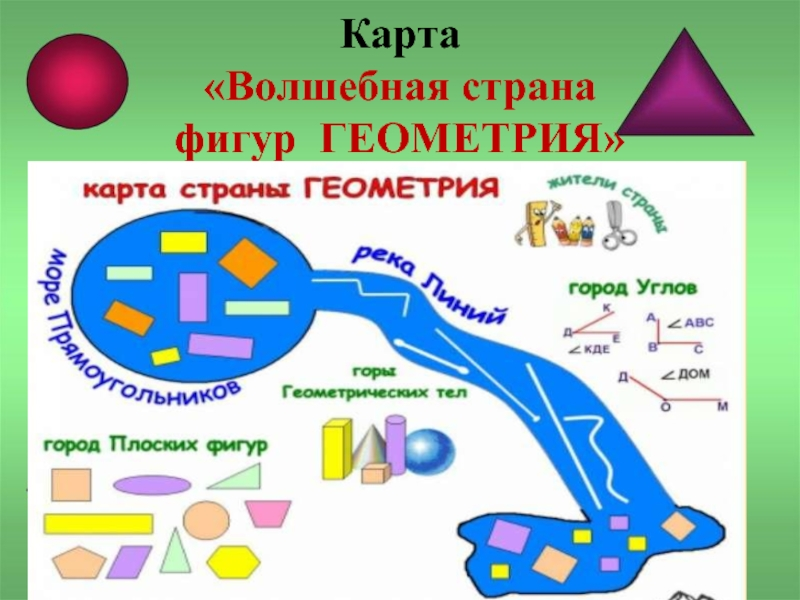 Карта
«Волшебная страна
фигур ГЕОМЕТРИЯ»
карта страны ГЕОМЕТРИЯ
жители страны
море Прямоугольников
река Линий
город Углов
К
Д
Е
∠ КДЕ
А
∠ АВС
В
С
Д
∠ ДОМ
О
М
горы
Геометрических тел
город Плоских фигур